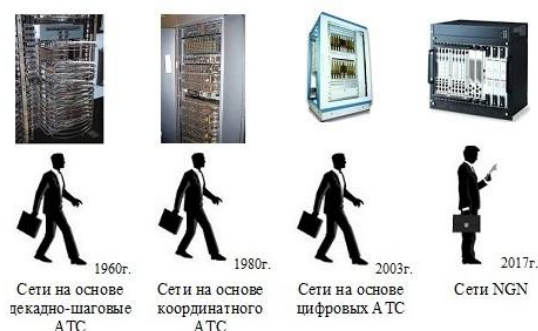 1960г.
Сети на основе
декадно-шаговые
АТС
1980г.
Сети на основе
координатного
АТС
2003г.
Сети на основе
цифровых АТС
2017г.
Сети NGN